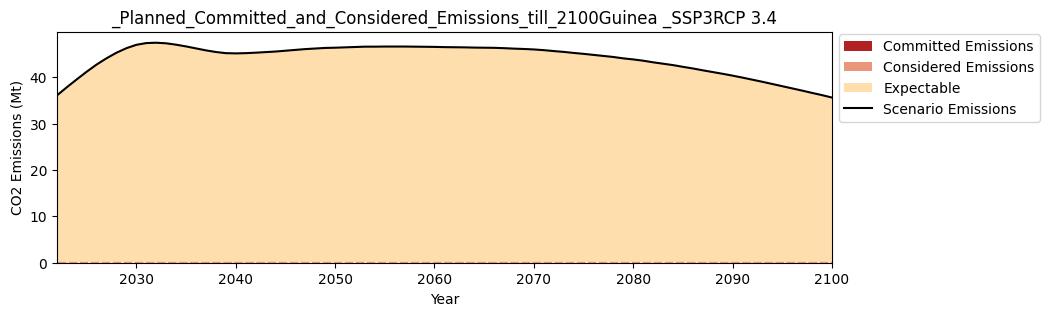 _Planned_Committed_and_Considered_Emissions_till_2100Guinea _SSP3RCP 3.4
Committed Emissions
Considered Emissions
Expectable
Scenario Emissions
CO2 Emissions (Mt)
40
30
20
10
0
2030 2040 2050 2060 2070 2080 2090 2100
Year